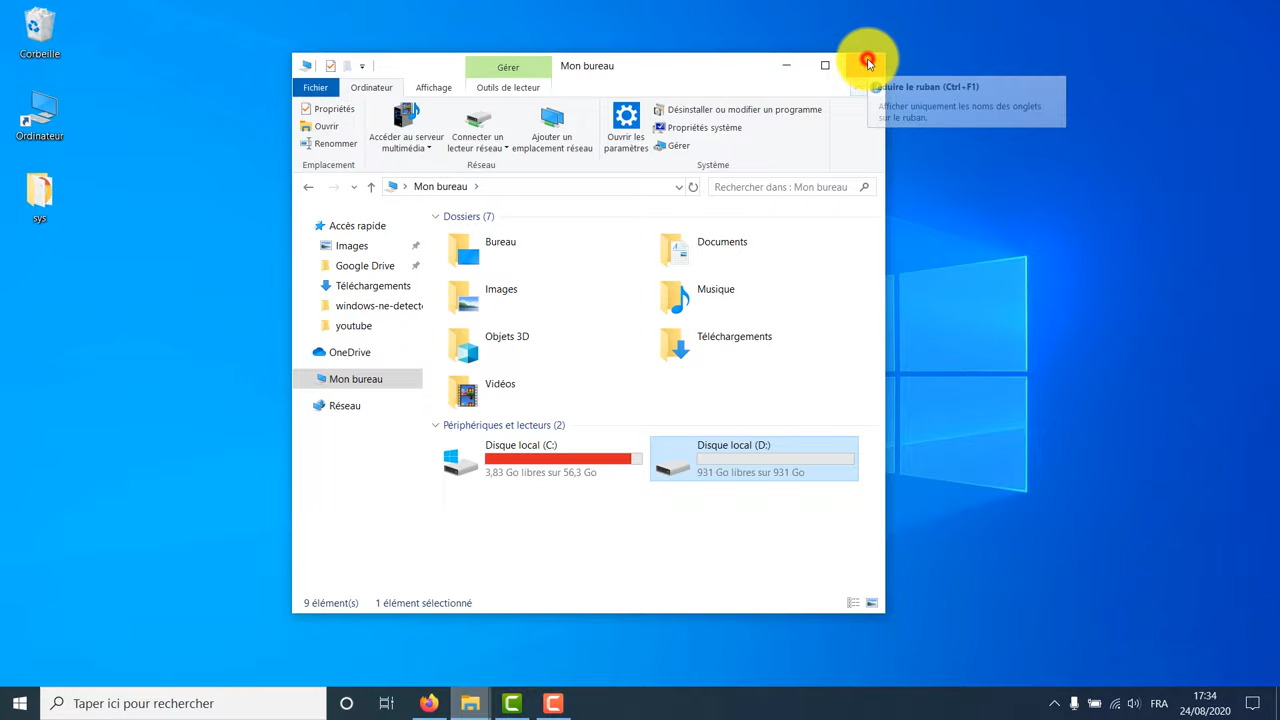 Corbeille
Ordinateur
sys
Gérer
Mon bureau
Fichier
Ordinateur
Affichage
Outils de lecteur
duire le ruban (Ctrl+F1)
Afficher uniquement les noms des onglets
sur le ruban.
Propriétés
Ouvrir
Renommer
Emplacement
Accéder au serveur
multimédia
Connecter un
lecteur réseau
Ajouter un
emplacement réseau
Réseau
Ouvrir les
paramètres
Désinstaller ou modifier un programme
Propriétés système
Gérer
Système
Mon bureau
Rechercher dans : Mon bureau
Accès rapide
Images
Google Drive
Téléchargements
windows-ne-detecte
youtube
OneDrive
Mon bureau
Réseau
Dossiers (7)
Bureau
Documents
Images
Musique
Objets 3D
Téléchargements
Vidéos
Périphériques et lecteurs (2)
Disque local (C:)
3,83 Go libres sur 56,3 Go
Disque local (D:)
931 Go libres sur 931 Go
9 élément(s)
1 élément sélectionné
Taper ici pour rechercher
FRA
17:34
24/08/2020